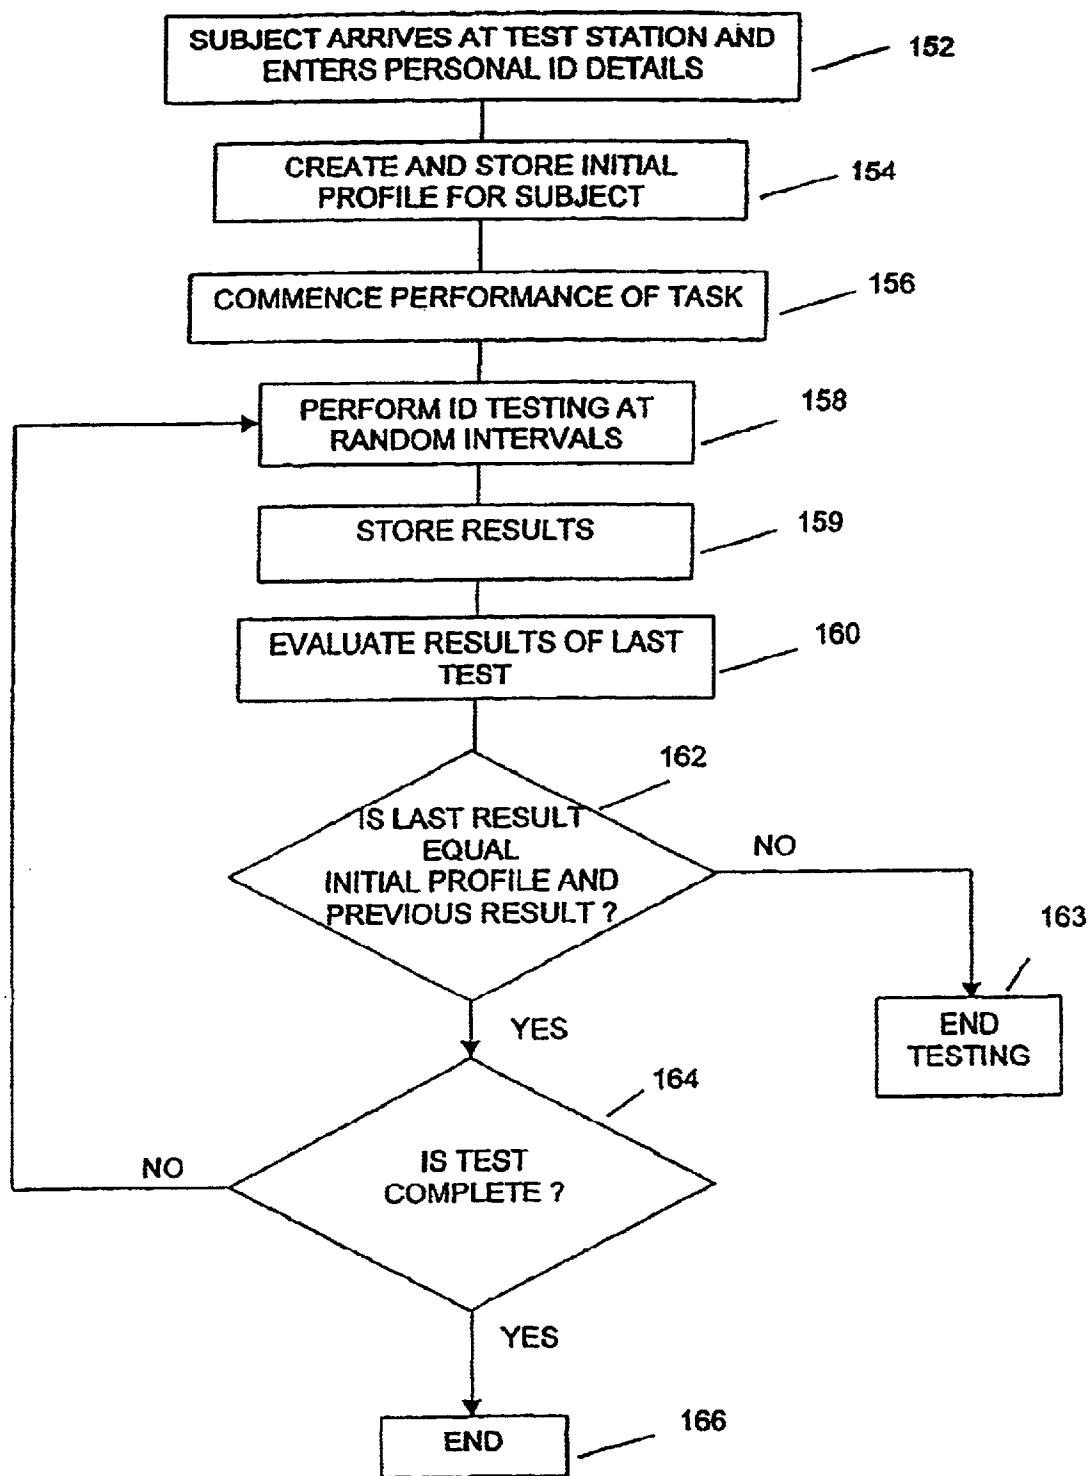 SUBJECT ARRIVES AT TEST STATION AND
ENTERS PERSONAL ID DETAILS
152
CREATE AND STORE INITIAL
PROFILE FOR SUBJECT
154
COMMENCE PERFORMANCE OF TASK
156
PERFORM ID TESTING AT
RANDOM INTERVALS
158
STORE RESULTS
159
EVALUATE RESULTS OF LAST
TEST
160
162
IS LAST RESULT
EQUAL
INITIAL PROFILE AND
PREVIOUS RESULT ?
NO
163
END
TESTING
YES
164
IS TEST
COMPLETE ?
NO
YES
END
166